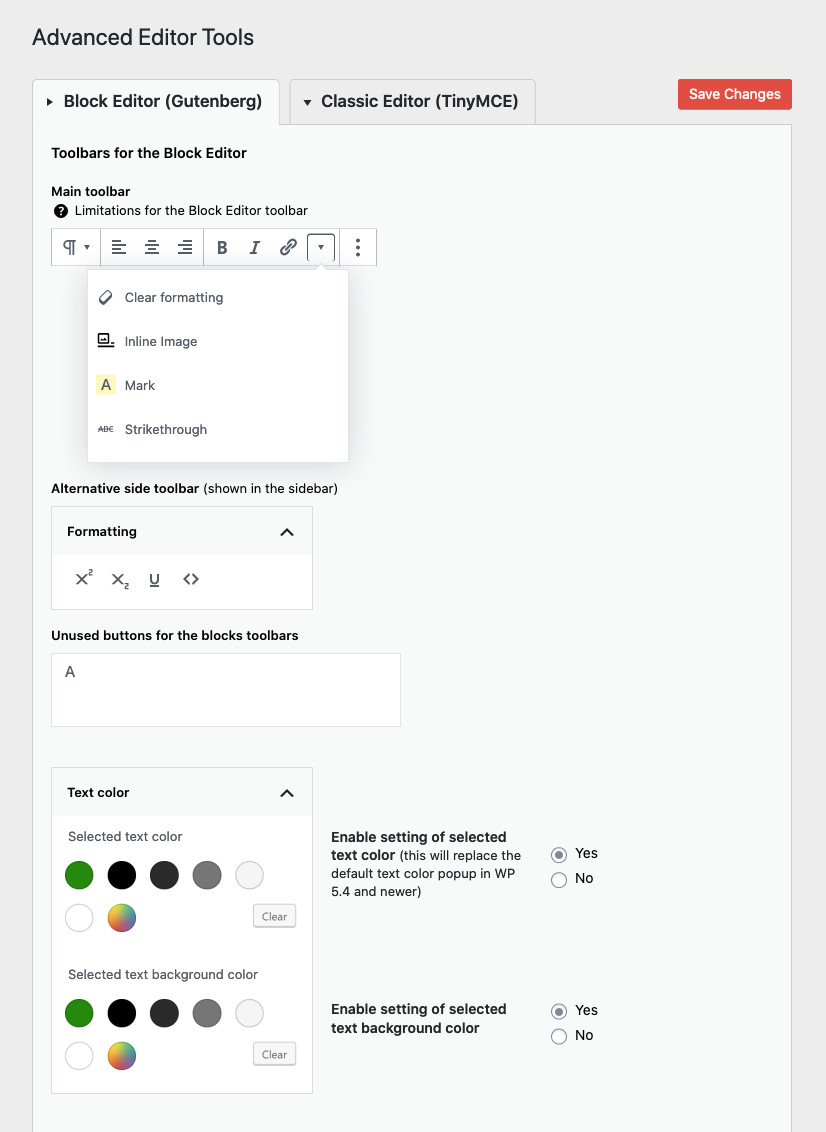 Advanced Editor Tools
Block Editor (Gutenberg)
Classic Editor (TinyMCE)
Save Changes
Toolbars for the Block Editor
Main toolbar
? Limitations for the Block Editor toolbar
¶ B I
Clear formatting
Inline Image
A Mark
ABC Strikethrough
Alternative side toolbar (shown in the sidebar)
Formatting
X² X₂ U <>
Unused buttons for the blocks toolbars
A
Text color
Selected text color
Clear
Enable setting of selected
text color (this will replace the
default text color popup in WP
5.4 and newer)
Yes
No
Selected text background color
Clear
Enable setting of selected
text background color
Yes
No